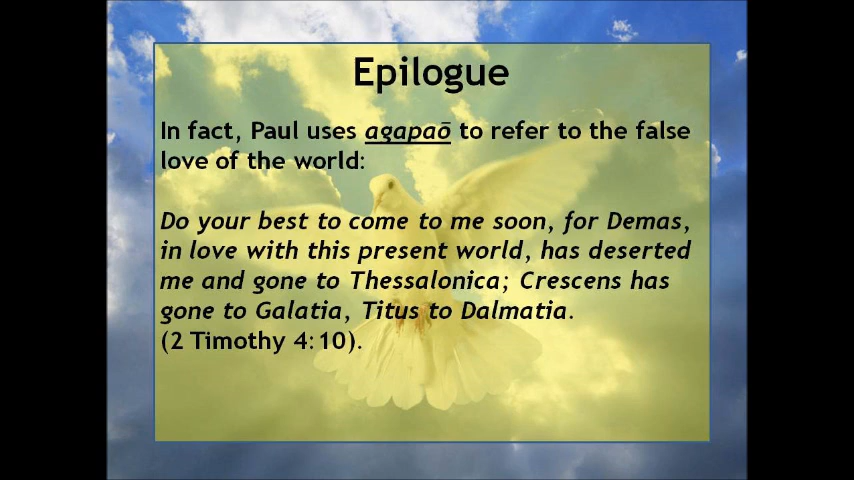 Epilogue
In fact, Paul uses agapaō to refer to the false
love of the world:
Do your best to come to me soon, for Demas,
in love with this present world, has deserted
me and gone to Thessalonica; Crescens has
gone to Galatia, Titus to Dalmatia.
(2 Timothy 4:10).